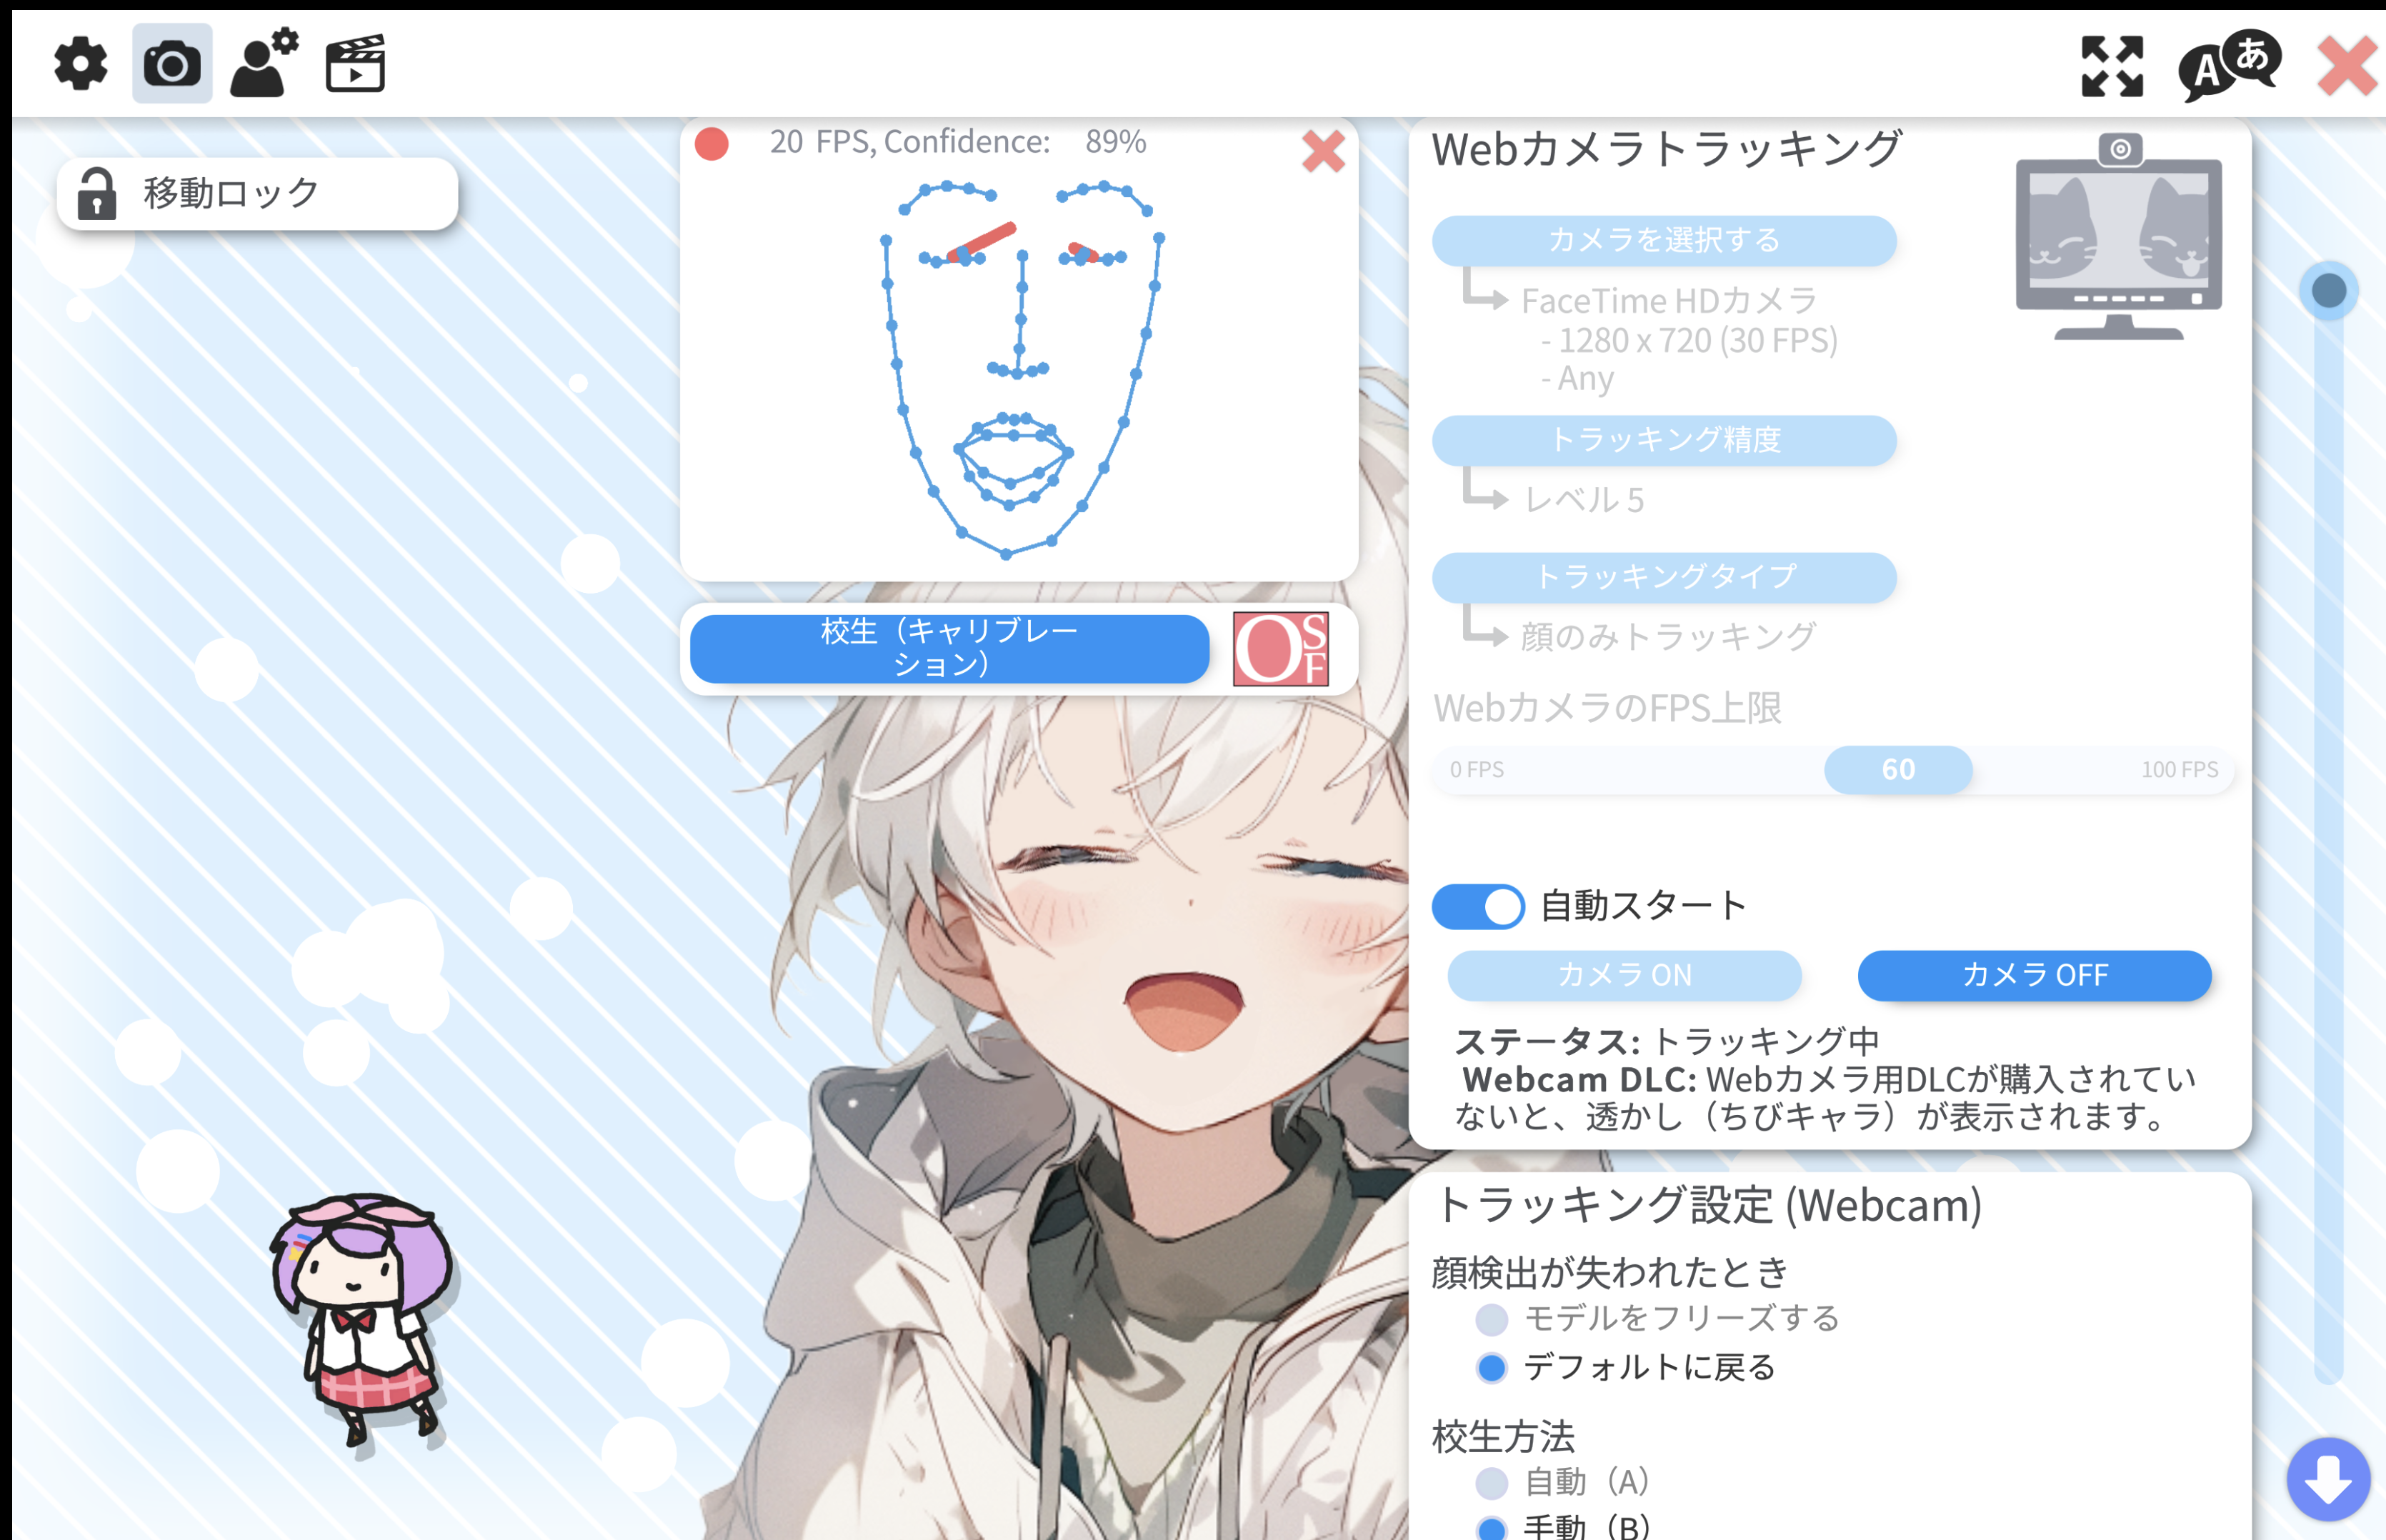 A あ
移動ロック
20 FPS, Confidence: 89%
校生（キャリブレー
ション）
OSF
Webカメラトラッキング
カメラを選択する
FaceTime HDカメラ
- 1280 x 720 (30 FPS)
- Any
トラッキング精度
レベル 5
トラッキングタイプ
顔のみトラッキング
WebカメラのFPS上限
0 FPS 60 100 FPS
自動スタート
カメラ ON カメラ OFF
ステータス: トラッキング中
Webcam DLC: Webカメラ用DLCが購入されてい
ないと、透かし（ちびキャラ）が表示されます。
トラッキング設定 (Webcam)
顔検出が失われたとき
モデルをフリーズする
デフォルトに戻る
校生方法
自動（A）
手動（B）